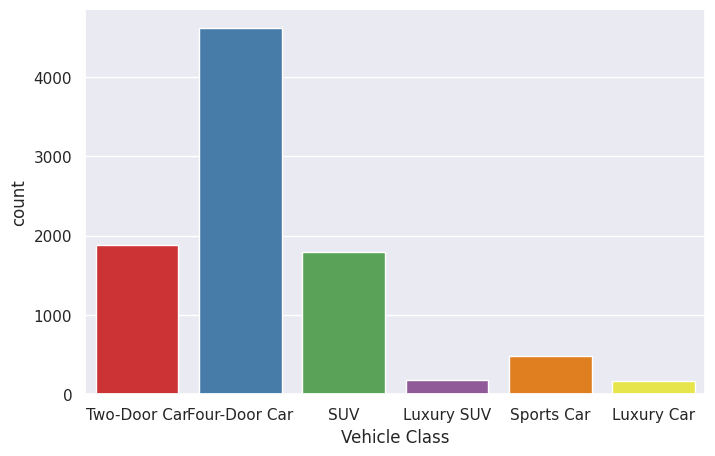 4000
3000
2000
1000
0
count
Two-Door Car Four-Door Car SUV Luxury SUV Sports Car Luxury Car
Vehicle Class